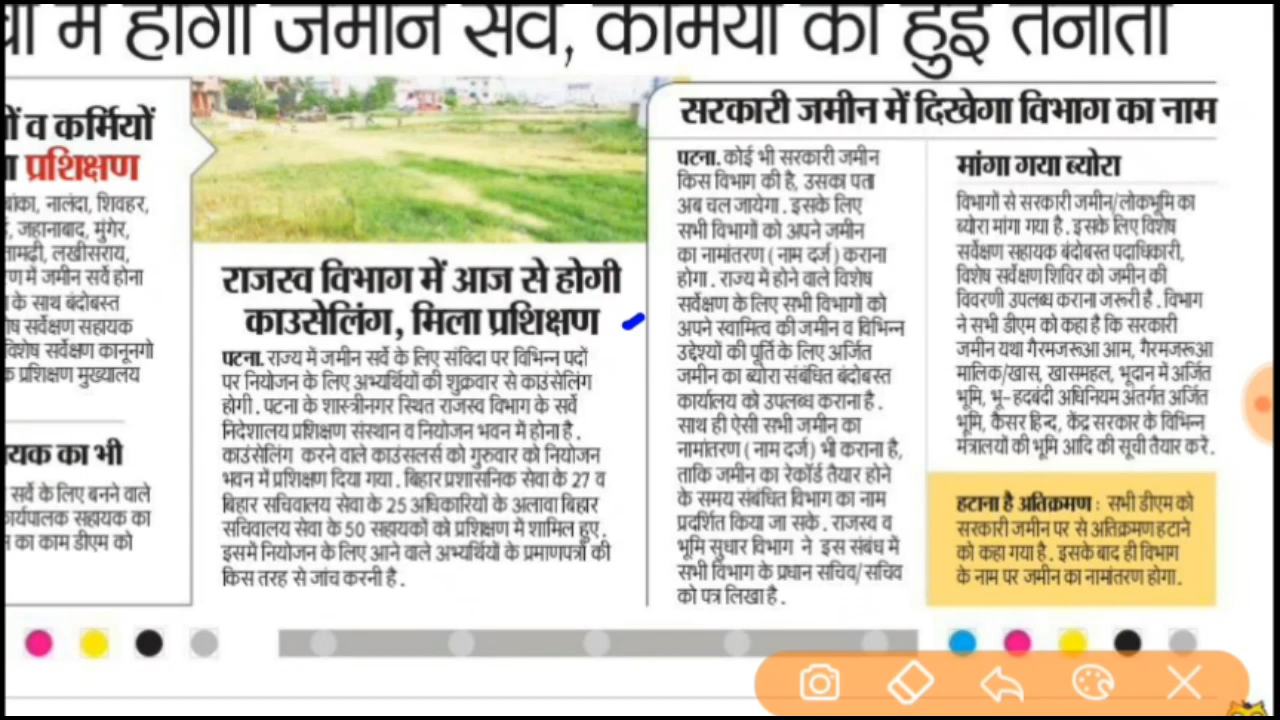 में होगा जमीन सर्वे, कर्मियों की हुई तैनाती
व कर्मियों
प्रशिक्षण
बांका, नालंदा, शिवहर,
जहानाबाद, मुंगेर,
लखीसराय,
में जमीन सर्वे होना
के साथ बंदोबस्त
सर्वेक्षण सहायक
विशेष सर्वेक्षण कानूनगो
प्रशिक्षण मुख्यालय
का भी
सर्वे के लिए बनने वाले
कार्यपालक सहायक का
का काम डीएम को
राजस्व विभाग में आज से होगी
काउसेलिंग, मिला प्रशिक्षण
पटना. राज्य में जमीन सर्वे के लिए संविदा पर विभिन्न पदों
पर नियोजन के लिए अभ्यर्थियों की शुक्रवार से काउंसेलिंग
होगी. पटना के शास्त्रीनगर स्थित राजस्व विभाग के सर्वे
निदेशालय प्रशिक्षण संस्थान व नियोजन भवन में होना है.
काउंसेलिंग करने वाले काउंसलर्स को गुरुवार को नियोजन
भवन में प्रशिक्षण दिया गया. बिहार प्रशासनिक सेवा के 27 व
बिहार सचिवालय सेवा के 25 अधिकारियों के अलावा बिहार
सचिवालय सेवा के 50 सहायकों को प्रशिक्षण में शामिल हुए.
इसमें नियोजन के लिए आने वाले अभ्यर्थियों के प्रमाणपत्रों की
किस तरह से जांच करनी है.
सरकारी जमीन में दिखेगा विभाग का नाम
पटना. कोई भी सरकारी जमीन
किस विभाग की है, उसका पता
अब चल जायेगा. इसके लिए
सभी विभागों को अपने जमीन
का नामांतरण (नाम दर्ज) कराना
होगा. राज्य में होने वाले विशेष
सर्वेक्षण के लिए सभी विभागों को
अपने स्वामित्व की जमीन व विभिन्न
उद्देश्यों की पूर्ति के लिए अर्जित
जमीन का ब्योरा संबंधित बंदोबस्त
कार्यालय को उपलब्ध कराना है.
साथ ही ऐसी सभी जमीन का
नामांतरण (नाम दर्ज) भी कराना है,
ताकि जमीन का रेकॉर्ड तैयार होने
के समय संबंधित विभाग का नाम
प्रदर्शित किया जा सके. राजस्व व
भूमि सुधार विभाग ने इस संबंध में
सभी विभाग के प्रधान सचिव/सचिव
को पत्र लिखा है.
मांगा गया ब्योरा
विभागों से सरकारी जमीन/लोकभूमि का
ब्योरा मांगा गया है. इसके लिए विशेष
सर्वेक्षण सहायक बंदोबस्त पदाधिकारी,
विशेष सर्वेक्षण शिविर को जमीन की
विवरणी उपलब्ध कराना जरूरी है. विभाग
ने सभी डीएम को कहा है कि सरकारी
जमीन यथा गैरमजरूआ आम, गैरमजरूआ
मालिक/खास, खासमहल, भूदान में अर्जित
भूमि, भू-हदबंदी अधिनियम अंतर्गत अर्जित
भूमि, कैसर हिन्द, केंद्र सरकार के विभिन्न
मंत्रालयों की भूमि आदि की सूची तैयार करें.
हटाना है अतिक्रमण : सभी डीएम को
सरकारी जमीन पर से अतिक्रमण हटाने
को कहा गया है. इसके बाद ही विभाग
के नाम पर जमीन का नामांतरण होगा.